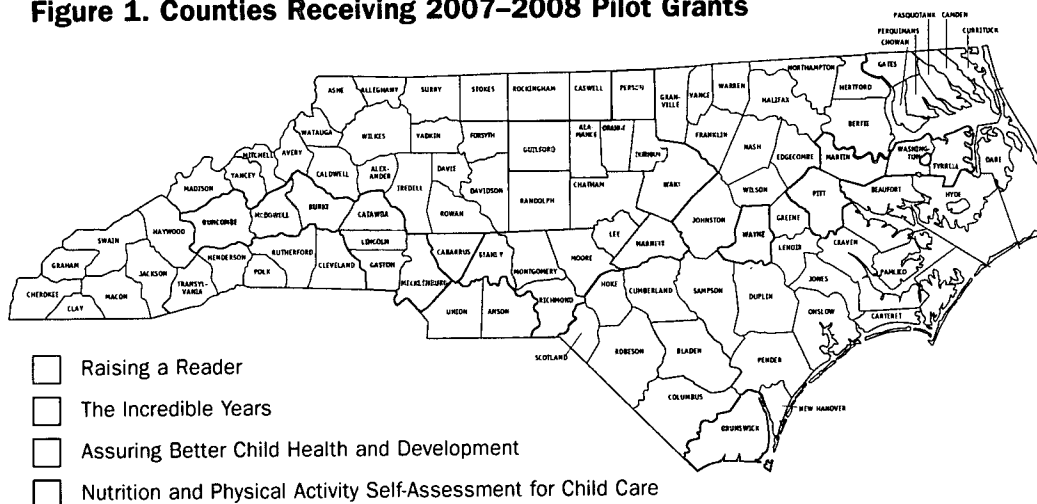 Figure 1. Counties Receiving 2007–2008 Pilot Grants
PASQUOTANK CAMDEN
PERQUIMANS CURRITUCK
CHOWAN
ASHE ALLEGHANY SURRY STOKES ROCKINGHAM CASWELL PERSON GRAN-VILLE VANCE WARREN NORTHAMPTON HALIFAX HERTFORD GATES
WATAUGA WILKES YADKIN FORSYTH GUILFORD ALA-MANCE DURHAM FRANKLIN NASH EDGECOMBE BERTIE
MITCHELL AVERY YANCEY CALDWELL ALEX-ANDER IREDELL DAVIE DAVIDSON RANDOLPH CHATHAM WILSON MARTIN WASHING-TON TYRRELL DARE
MADISON BUNCOMBE MCDOWELL BURKE CATAWBA ROWAN JOHNSTON PITT BEAUFORT HYDE
SWAIN HAYWOOD HENDERSON RUTHERFORD LINCOLN CABARRUS LEE HARNETT WAYNE GREENE LENOIR CRAVEN
GRAHAM JACKSON TRANSYL-VANIA POLK CLEVELAND GASTON MECKLENBURG MONTGOMERY MOORE PAMLICO
CHEROKEE MACON CLAY UNION ANSON RICHMOND HOKE CUMBERLAND SAMPSON DUPLIN JONES ONSLOW CARTERET
SCOTLAND ROBESON BLADEN PENDER
COLUMBUS NEW HANOVER
BRUNSWICK
Raising a Reader
The Incredible Years
Assuring Better Child Health and Development
Nutrition and Physical Activity Self-Assessment for Child Care